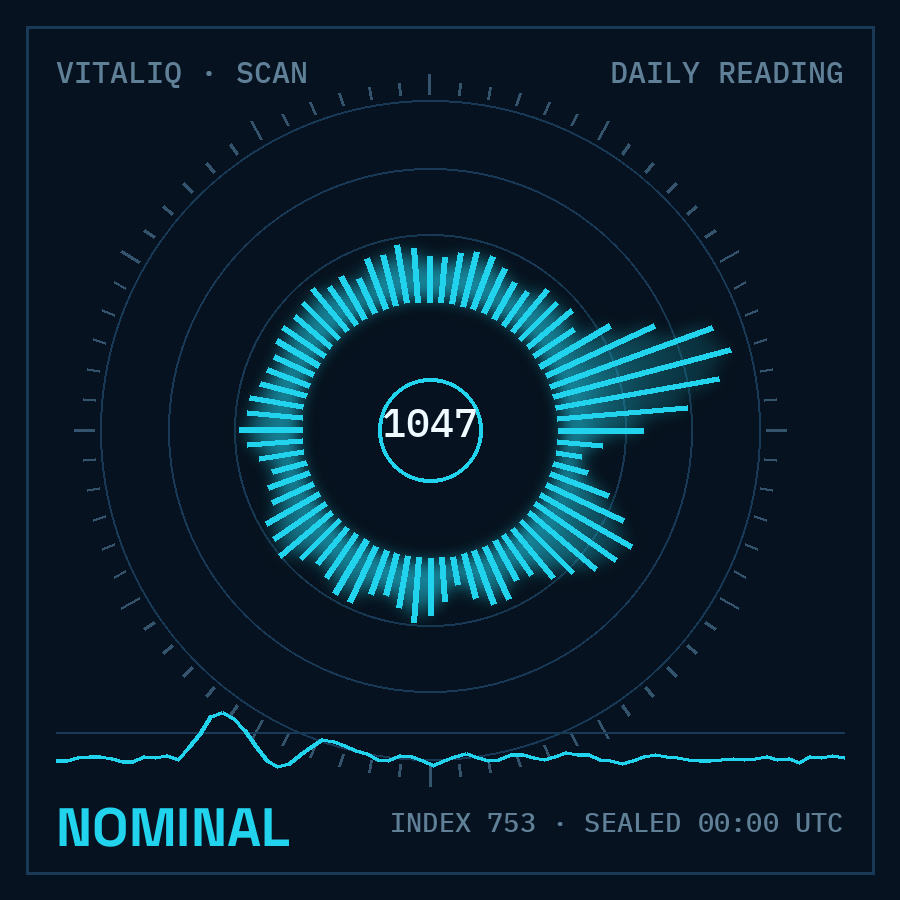 VITALIQ · SCAN
DAILY READING
1047
NOMINAL
INDEX 753 · SEALED 00:00 UTC